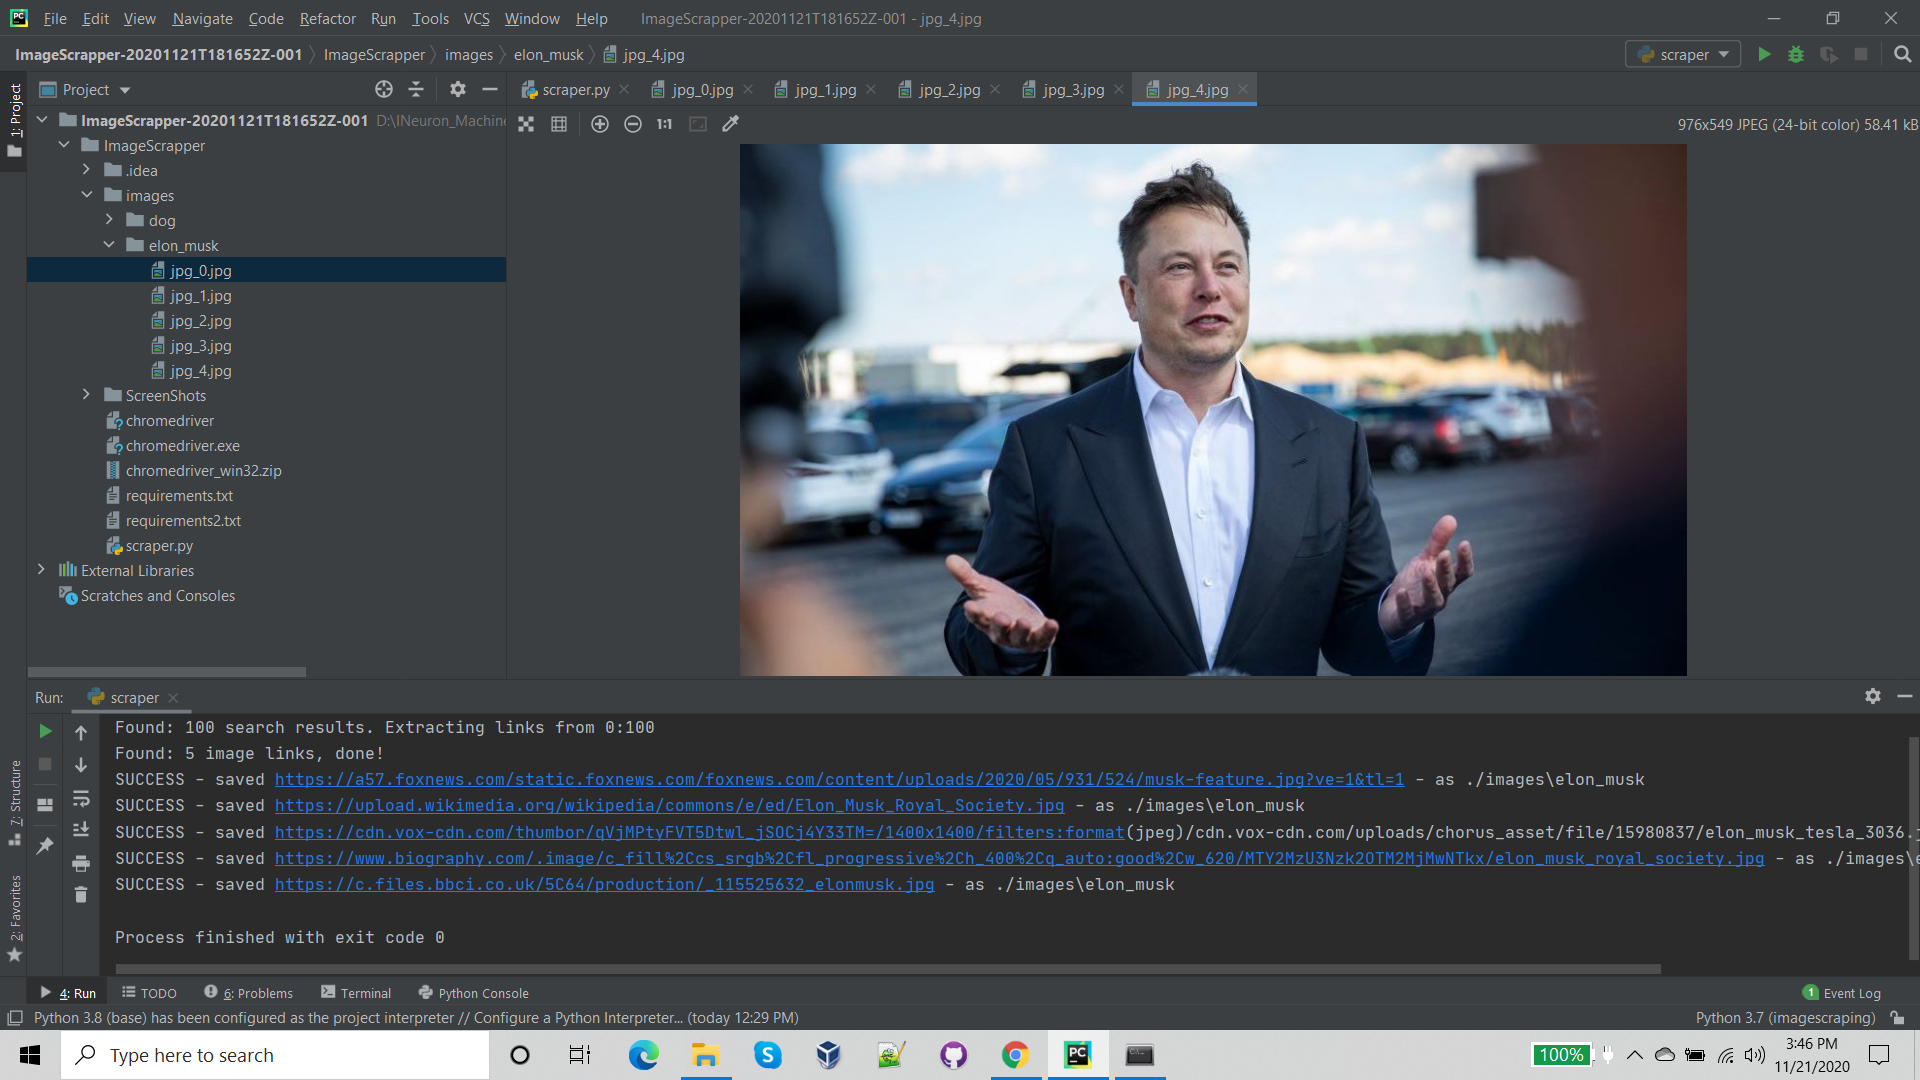 File Edit View Navigate Code Refactor Run Tools VCS Window Help ImageScrapper-20201121T181652Z-001 - jpg_4.jpg
ImageScrapper-20201121T181652Z-001 ImageScrapper images elon_musk jpg_4.jpg scraper
1: Project
Project
scraper.py jpg_0.jpg jpg_1.jpg jpg_2.jpg jpg_3.jpg jpg_4.jpg
1:1 976x549 JPEG (24-bit color) 58.41 kB
ImageScrapper-20201121T181652Z-001 D:\INeuron_Machine
ImageScrapper
.idea
images
dog
elon_musk
jpg_0.jpg
jpg_1.jpg
jpg_2.jpg
jpg_3.jpg
jpg_4.jpg
ScreenShots
chromedriver
chromedriver.exe
chromedriver_win32.zip
requirements.txt
requirements2.txt
scraper.py
External Libraries
Scratches and Consoles
Run: scraper
Found: 100 search results. Extracting links from 0:100
Found: 5 image links, done!
SUCCESS - saved https://a57.foxnews.com/static.foxnews.com/foxnews.com/content/uploads/2020/05/931/524/musk-feature.jpg?ve=1&tl=1 - as ./images\elon_musk
SUCCESS - saved https://upload.wikimedia.org/wikipedia/commons/e/ed/Elon_Musk_Royal_Society.jpg - as ./images\elon_musk
SUCCESS - saved https://cdn.vox-cdn.com/thumbor/qVjMPtyFVT5Dtwl_jSOCj4Y33TM=/1400x1400/filters:format(jpeg)/cdn.vox-cdn.com/uploads/chorus_asset/file/15980837/elon_musk_tesla_3036.j
SUCCESS - saved https://www.biography.com/.image/c_fill%2Ccs_srgb%2Cfl_progressive%2Ch_400%2Cq_auto:good%2Cw_620/MTY2MzU3Nzk2OTM2MjMwNTkx/elon_musk_royal_society.jpg - as ./images\e
SUCCESS - saved https://c.files.bbci.co.uk/5C64/production/_115525632_elonmusk.jpg - as ./images\elon_musk
Process finished with exit code 0
7: Structure
2: Favorites
4: Run TODO 6: Problems Terminal Python Console 1 Event Log
Python 3.8 (base) has been configured as the project interpreter // Configure a Python Interpreter... (today 12:29 PM) Python 3.7 (imagescraping)
Type here to search 100% 3:46 PM
11/21/2020